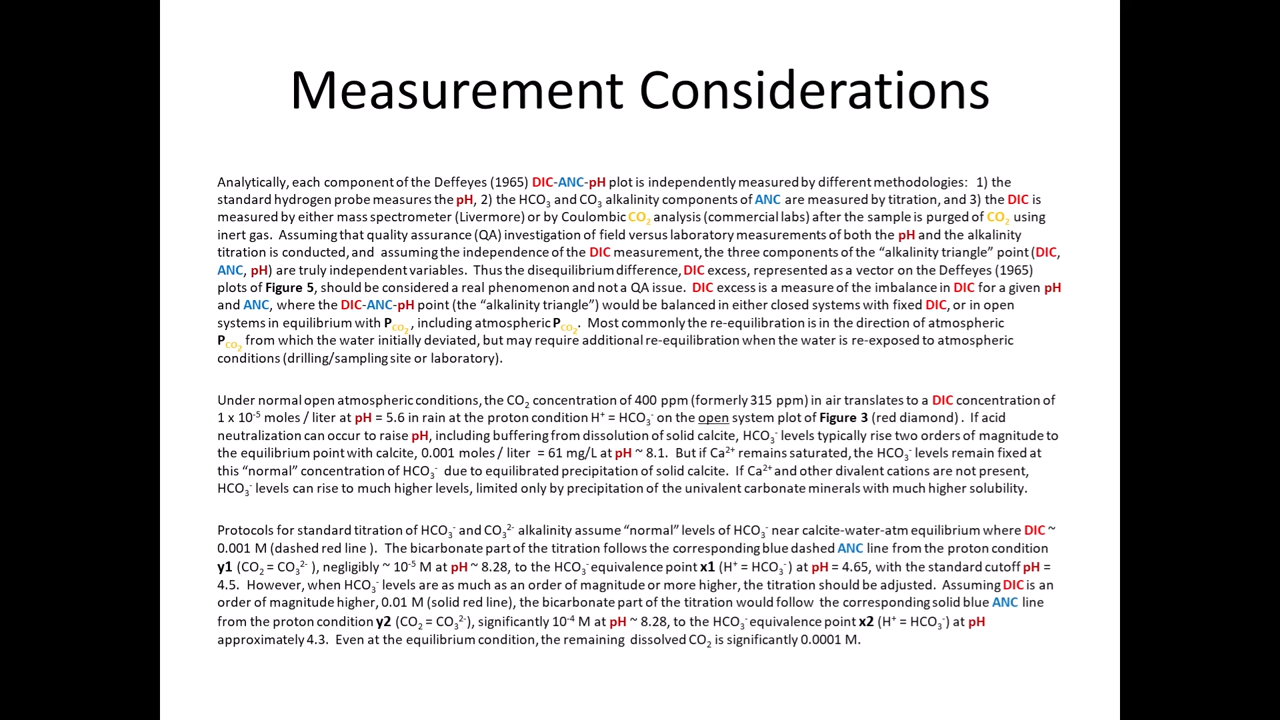 Measurement Considerations
Analytically, each component of the Deffeyes (1965) DIC-ANC-pH plot is independently measured by different methodologies: 1) the
standard hydrogen probe measures the pH, 2) the HCO₃ and CO₃ alkalinity components of ANC are measured by titration, and 3) the DIC is
measured by either mass spectrometer (Livermore) or by Coulombic CO₂ analysis (commercial labs) after the sample is purged of CO₂ using
inert gas. Assuming that quality assurance (QA) investigation of field versus laboratory measurements of both the pH and the alkalinity
titration is conducted, and assuming the independence of the DIC measurement, the three components of the “alkalinity triangle” point (DIC,
ANC, pH) are truly independent variables. Thus the disequilibrium difference, DIC excess, represented as a vector on the Deffeyes (1965)
plots of Figure 5, should be considered a real phenomenon and not a QA issue. DIC excess is a measure of the imbalance in DIC for a given pH
and ANC, where the DIC-ANC-pH point (the “alkalinity triangle”) would be balanced in either closed systems with fixed DIC, or in open
systems in equilibrium with P_CO₂, including atmospheric P_CO₂. Most commonly the re-equilibration is in the direction of atmospheric
P_CO₂ from which the water initially deviated, but may require additional re-equilibration when the water is re-exposed to atmospheric
conditions (drilling/sampling site or laboratory).
Under normal open atmospheric conditions, the CO₂ concentration of 400 ppm (formerly 315 ppm) in air translates to a DIC concentration of
1 x 10⁻⁵ moles / liter at pH = 5.6 in rain at the proton condition H⁺ = HCO₃⁻ on the open system plot of Figure 3 (red diamond) . If acid
neutralization can occur to raise pH, including buffering from dissolution of solid calcite, HCO₃⁻ levels typically rise two orders of magnitude to
the equilibrium point with calcite, 0.001 moles / liter = 61 mg/L at pH ~ 8.1. But if Ca²⁺ remains saturated, the HCO₃⁻ levels remain fixed at
this “normal” concentration of HCO₃⁻ due to equilibrated precipitation of solid calcite. If Ca²⁺ and other divalent cations are not present,
HCO₃⁻ levels can rise to much higher levels, limited only by precipitation of the univalent carbonate minerals with much higher solubility.
Protocols for standard titration of HCO₃⁻ and CO₃²⁻ alkalinity assume “normal” levels of HCO₃⁻ near calcite-water-atm equilibrium where DIC ~
0.001 M (dashed red line ). The bicarbonate part of the titration follows the corresponding blue dashed ANC line from the proton condition
y1 (CO₂ = CO₃²⁻ ), negligibly ~ 10⁻⁵ M at pH ~ 8.28, to the HCO₃⁻ equivalence point x1 (H⁺ = HCO₃⁻) at pH = 4.65, with the standard cutoff pH =
4.5. However, when HCO₃⁻ levels are as much as an order of magnitude or more higher, the titration should be adjusted. Assuming DIC is an
order of magnitude higher, 0.01 M (solid red line), the bicarbonate part of the titration would follow the corresponding solid blue ANC line
from the proton condition y2 (CO₂ = CO₃²⁻), significantly 10⁻⁴ M at pH ~ 8.28, to the HCO₃⁻ equivalence point x2 (H⁺ = HCO₃⁻) at pH
approximately 4.3. Even at the equilibrium condition, the remaining dissolved CO₂ is significantly 0.0001 M.